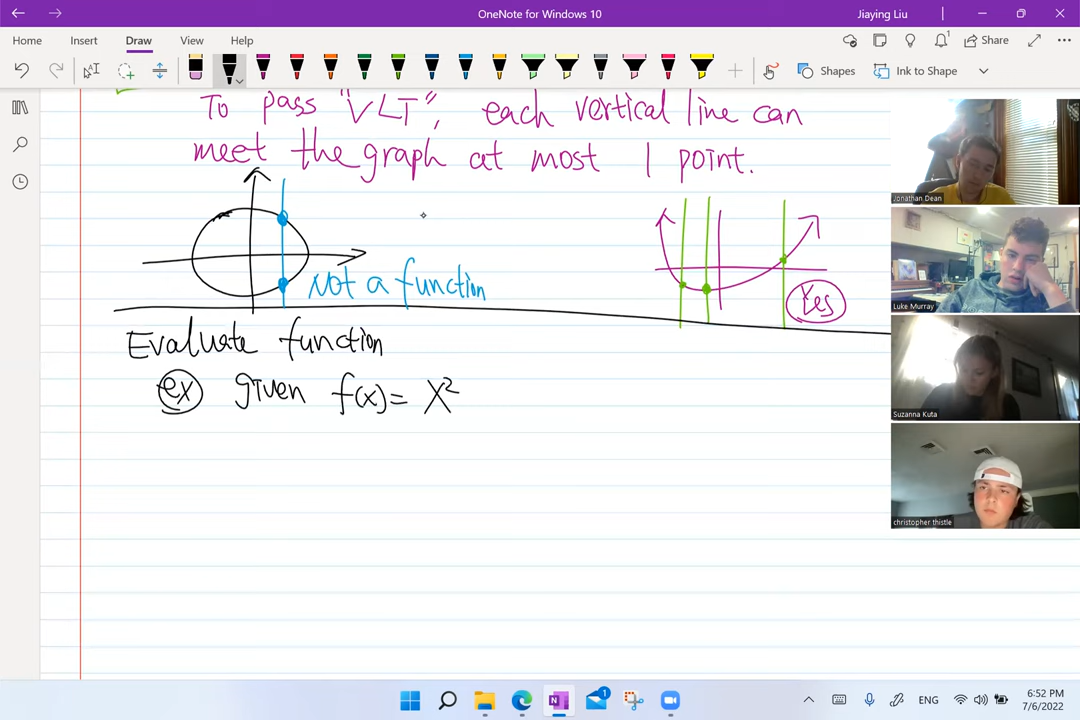 OneNote for Windows 10
Jiaying Liu
Home Insert Draw View Help
1
Share
Shapes
Ink to Shape
To pass "VLT", each vertical line can
meet the graph at most 1 point.
Not a function
Yes
Evaluate function
ex given f(x)= x²
Jonathan Dean
Luke Murray
Suzanna Kuta
christopher thistle
1
ENG
6:52 PM
7/6/2022